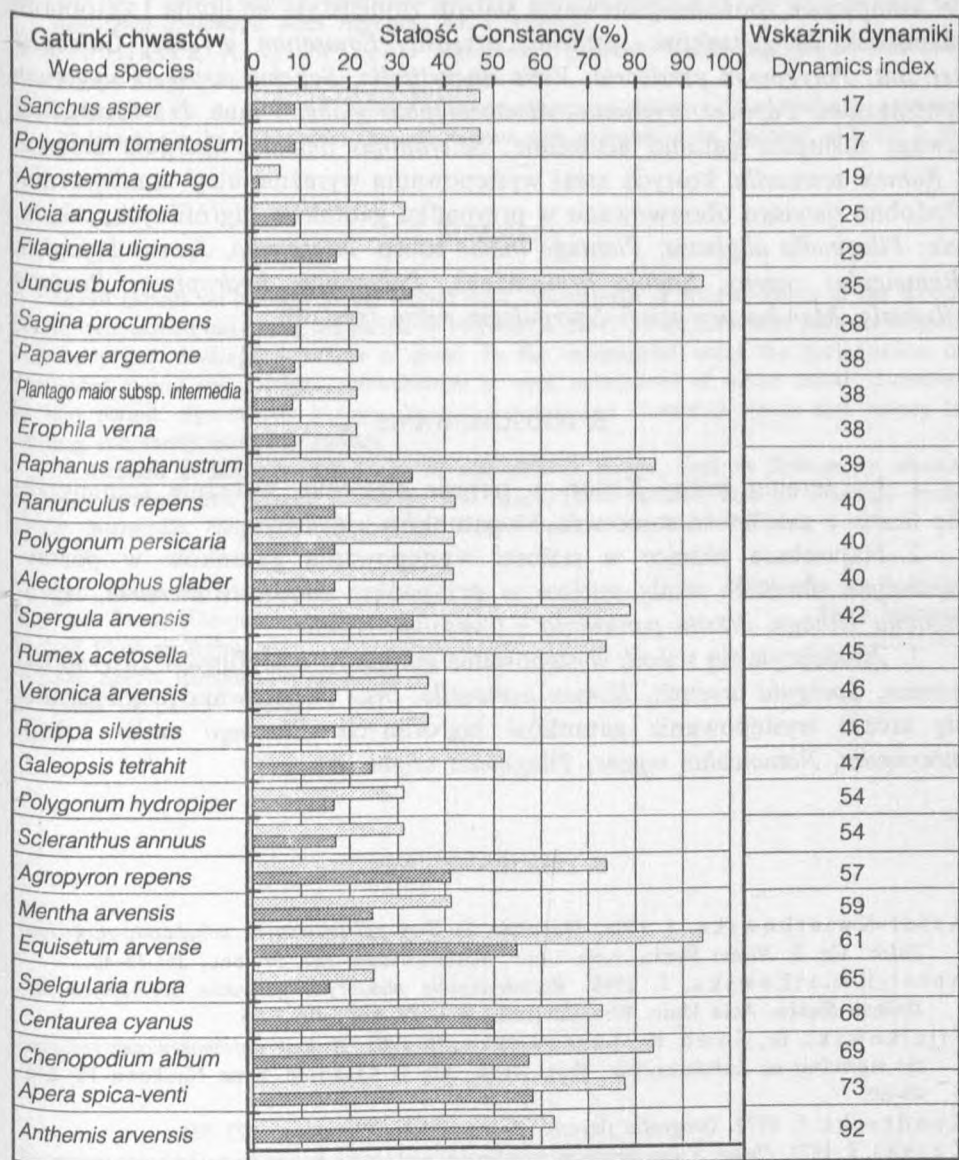 Gatunki chwastów
Weed species
Stałość Constancy (%)
0 10 20 30 40 50 60 70 80 90 100
Wskaźnik dynamiki
Dynamics index
Sanchus asper 17
Polygonum tomentosum 17
Agrostemma githago 19
Vicia angustifolia 25
Filaginella uliginosa 29
Juncus bufonius 35
Sagina procumbens 38
Papaver argemone 38
Plantago maior subsp. intermedia 38
Erophila verna 38
Raphanus raphanustrum 39
Ranunculus repens 40
Polygonum persicaria 40
Alectorolophus glaber 40
Spergula arvensis 42
Rumex acetosella 45
Veronica arvensis 46
Rorippa silvestris 46
Galeopsis tetrahit 47
Polygonum hydropiper 54
Scleranthus annuus 54
Agropyron repens 57
Mentha arvensis 59
Equisetum arvense 61
Spelgularia rubra 65
Centaurea cyanus 68
Chenopodium album 69
Apera spica-venti 73
Anthemis arvensis 92